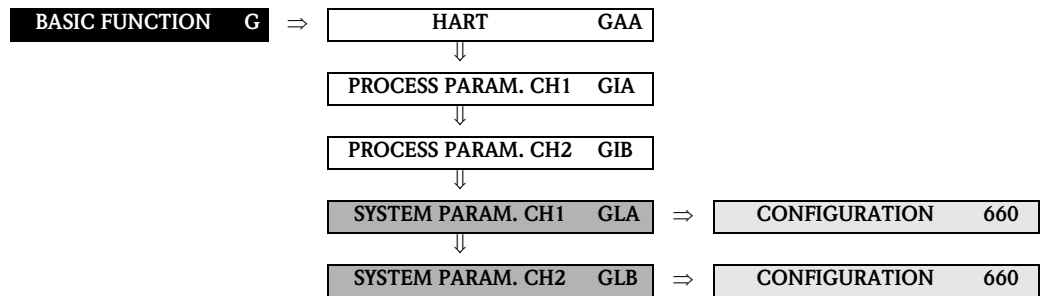 BASIC FUNCTION G ⇒ HART GAA
⇓
PROCESS PARAM. CH1 GIA
⇓
PROCESS PARAM. CH2 GIB
⇓
SYSTEM PARAM. CH1 GLA ⇒ CONFIGURATION 660
⇓
SYSTEM PARAM. CH2 GLB ⇒ CONFIGURATION 660